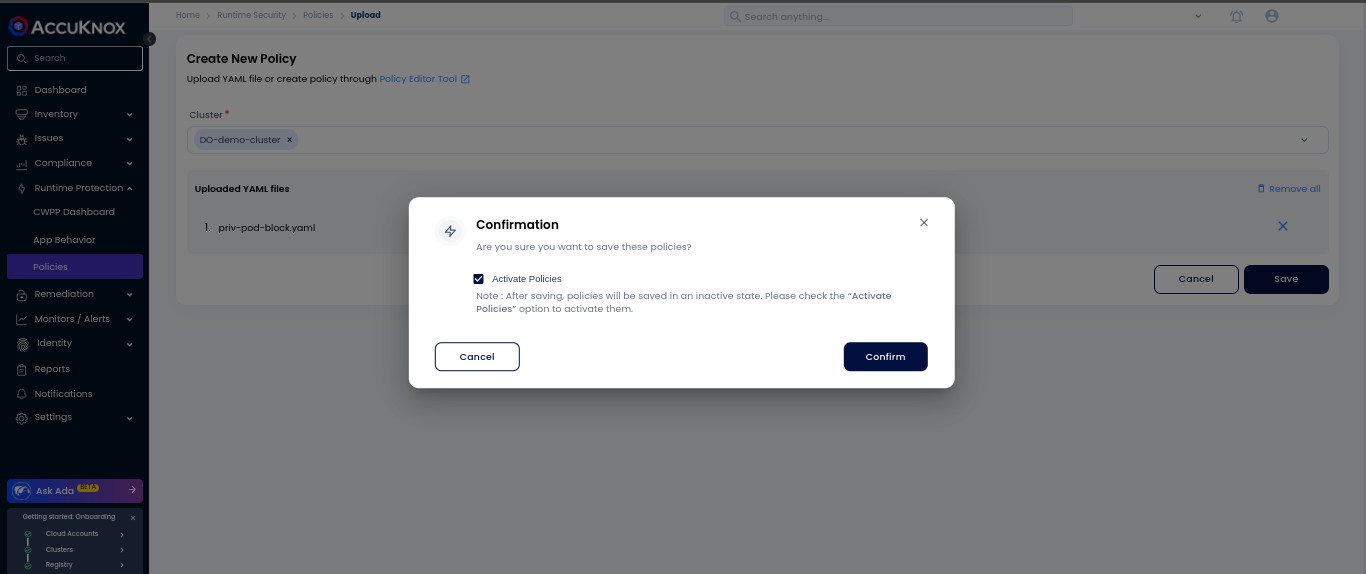 Home > Runtime Security > Policies > Upload
Search anything...
ACCUKNOX
Search
Dashboard
Inventory
Issues
Compliance
Runtime Protection
CWPP Dashboard
App Behavior
Policies
Remediation
Monitors / Alerts
Identity
Reports
Notifications
Settings
Ask Ada BETA
Getting started: Onboarding
Cloud Accounts
Clusters
Registry
Create New Policy
Upload YAML file or create policy through Policy Editor Tool
Cluster *
DO-demo-cluster ×
Uploaded YAML files
Remove all
1. priv-pod-block.yaml
Cancel
Save
Confirmation
Are you sure you want to save these policies?
Activate Policies
Note : After saving, policies will be saved in an inactive state. Please check the “Activate
Policies” option to activate them.
Cancel
Confirm